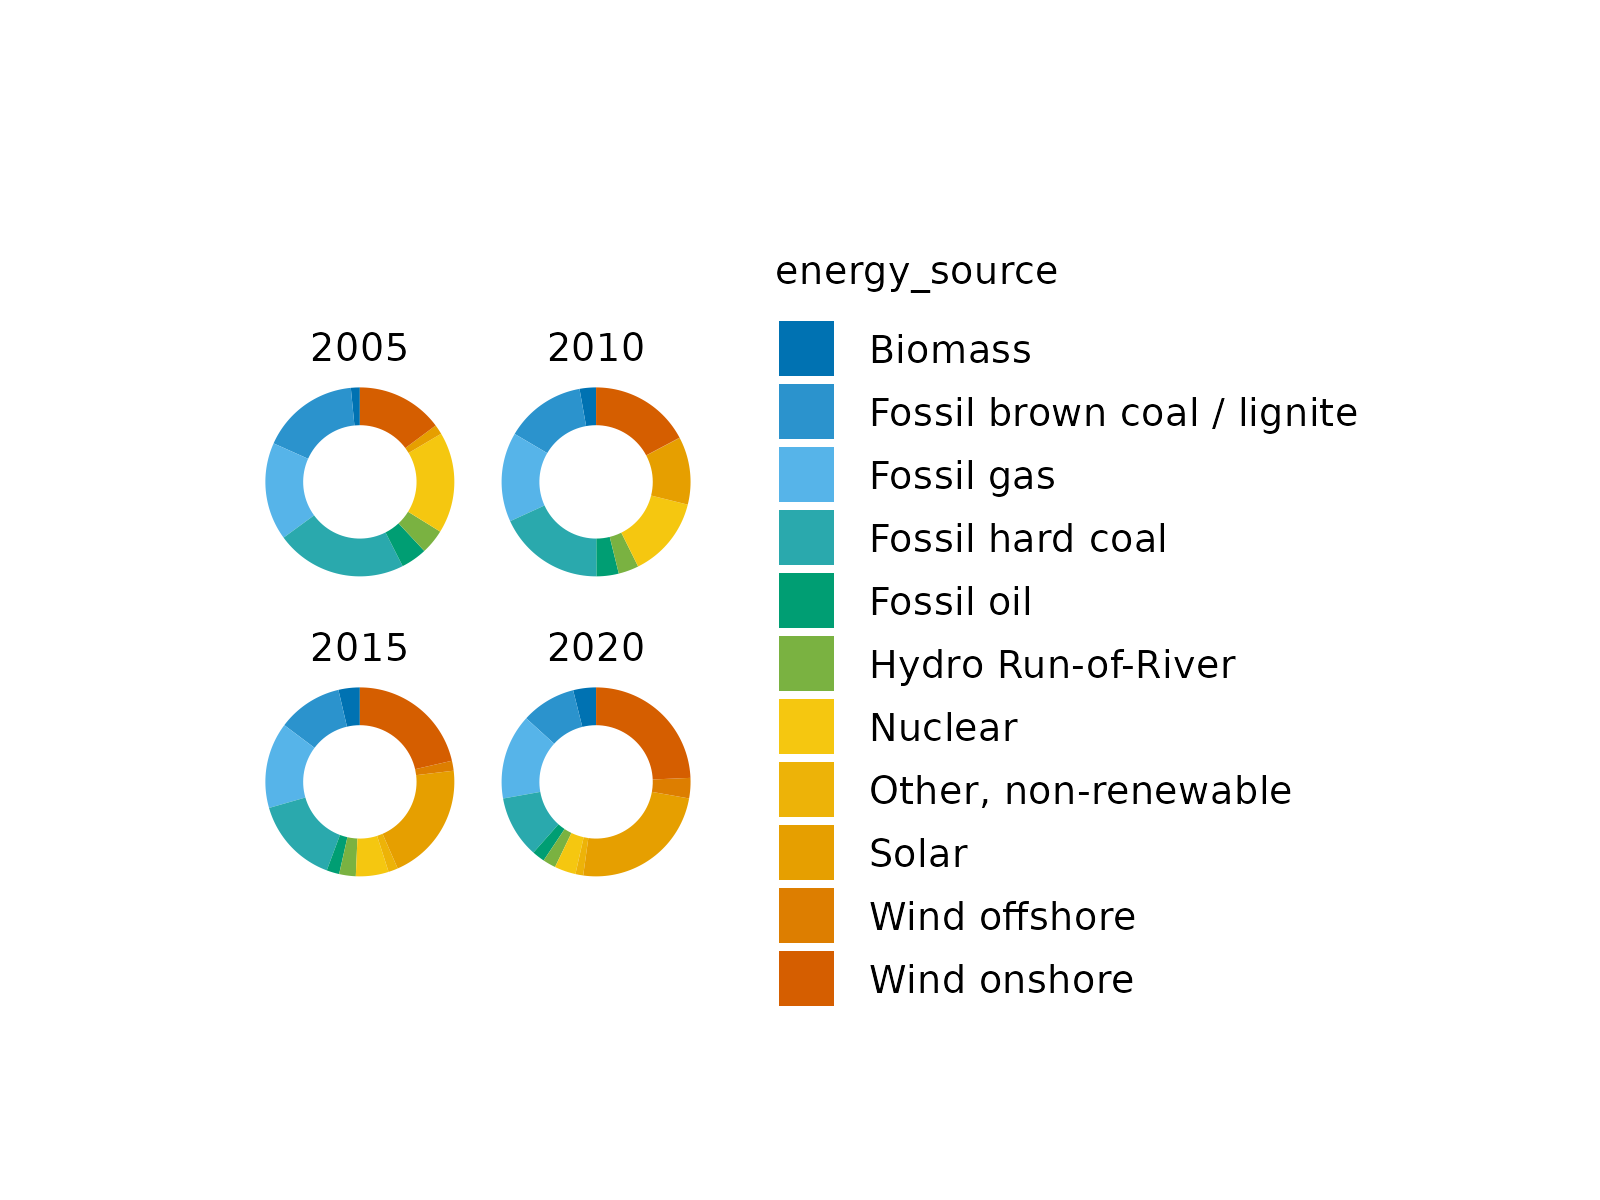 energy_source
2005
2010
2015
2020
Biomass
Fossil brown coal / lignite
Fossil gas
Fossil hard coal
Fossil oil
Hydro Run-of-River
Nuclear
Other, non-renewable
Solar
Wind offshore
Wind onshore